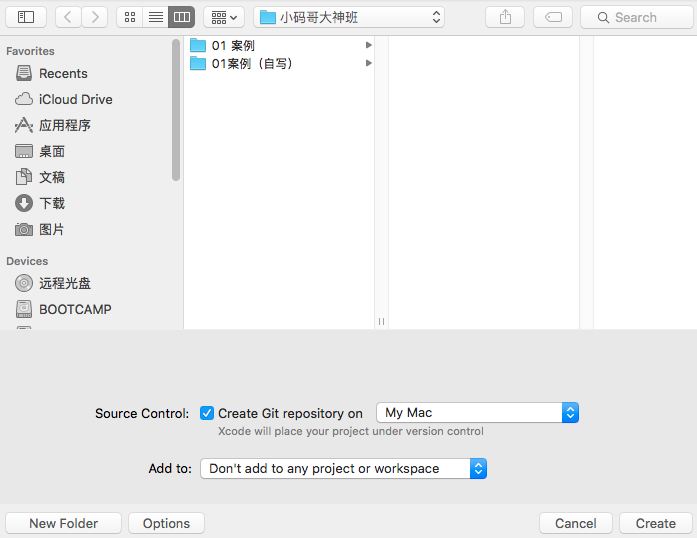 小码哥大神班
Search
Favorites
Recents
iCloud Drive
应用程序
桌面
文稿
下载
图片
Devices
远程光盘
BOOTCAMP
01 案例
01案例（自写）
Source Control: Create Git repository on My Mac
Xcode will place your project under version control
Add to: Don't add to any project or workspace
New Folder Options Cancel Create